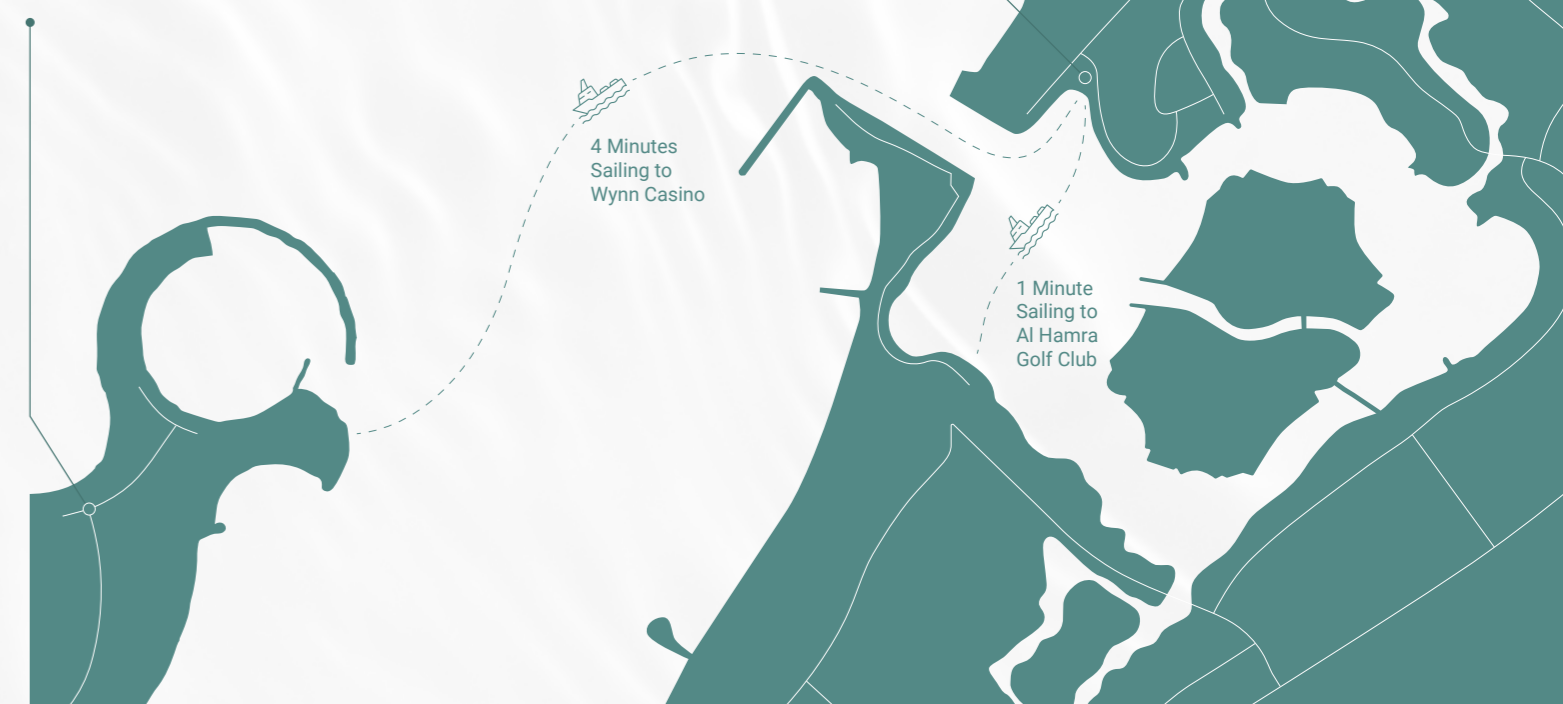 4 Minutes
Sailing to
Wynn Casino
1 Minute
Sailing to
Al Hamra
Golf Club